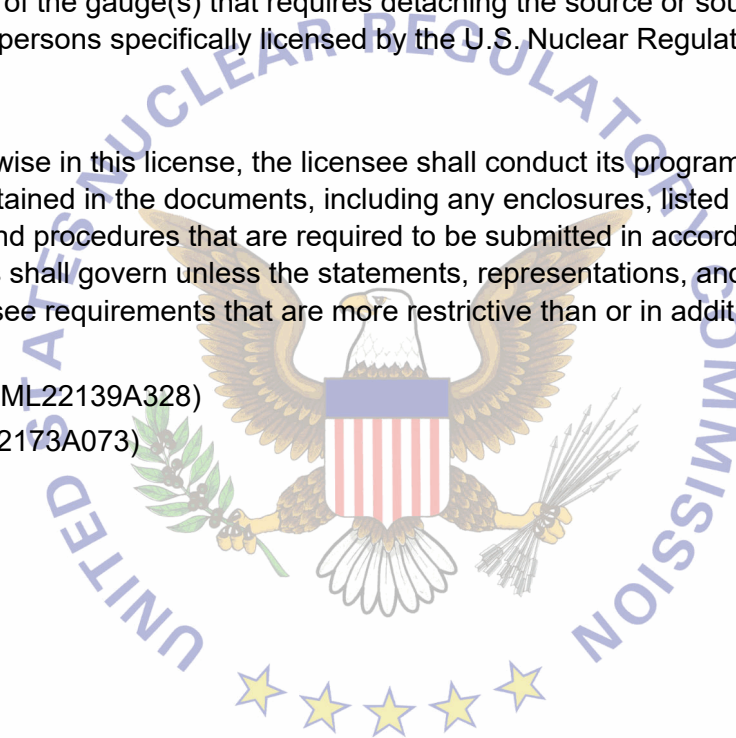 of the gauge(s) that requires detaching the source or sou
persons specifically licensed by the U.S. Nuclear Regulat
wise in this license, the licensee shall conduct its program
tained in the documents, including any enclosures, listed
nd procedures that are required to be submitted in accord
s shall govern unless the statements, representations, and
see requirements that are more restrictive than or in addit
ML22139A328)
2173A073)
UNITED STATES NUCLEAR REGULATORY COMMISSION